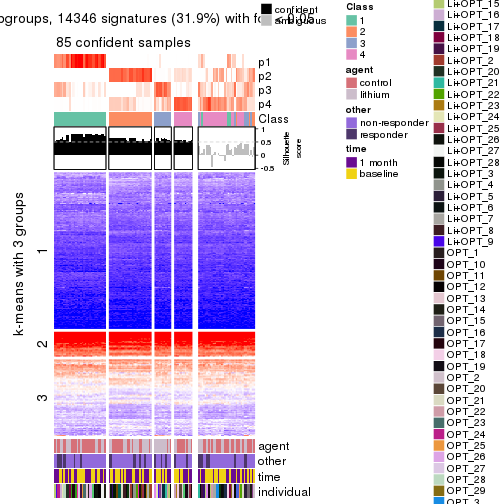 ogroups, 14346 signatures (31.9%) with fd
85 confident samples
p1
p2
p3
p4
Class
1
0.5
0
-0.5
Silhouette
score
k-means with 3 groups
1
2
3
agent
other
time
individual
confident
ambiguous
Class
1
2
3
4
agent
control
lithium
other
non-responder
responder
time
1 month
baseline
Li+OPT_15
Li+OPT_16
Li+OPT_17
Li+OPT_18
Li+OPT_19
Li+OPT_2
Li+OPT_20
Li+OPT_21
Li+OPT_22
Li+OPT_23
Li+OPT_24
Li+OPT_25
Li+OPT_26
Li+OPT_27
Li+OPT_28
Li+OPT_3
Li+OPT_4
Li+OPT_5
Li+OPT_6
Li+OPT_7
Li+OPT_8
Li+OPT_9
OPT_1
OPT_10
OPT_11
OPT_12
OPT_13
OPT_14
OPT_15
OPT_16
OPT_17
OPT_18
OPT_19
OPT_2
OPT_20
OPT_21
OPT_22
OPT_23
OPT_24
OPT_25
OPT_26
OPT_27
OPT_28
OPT_29